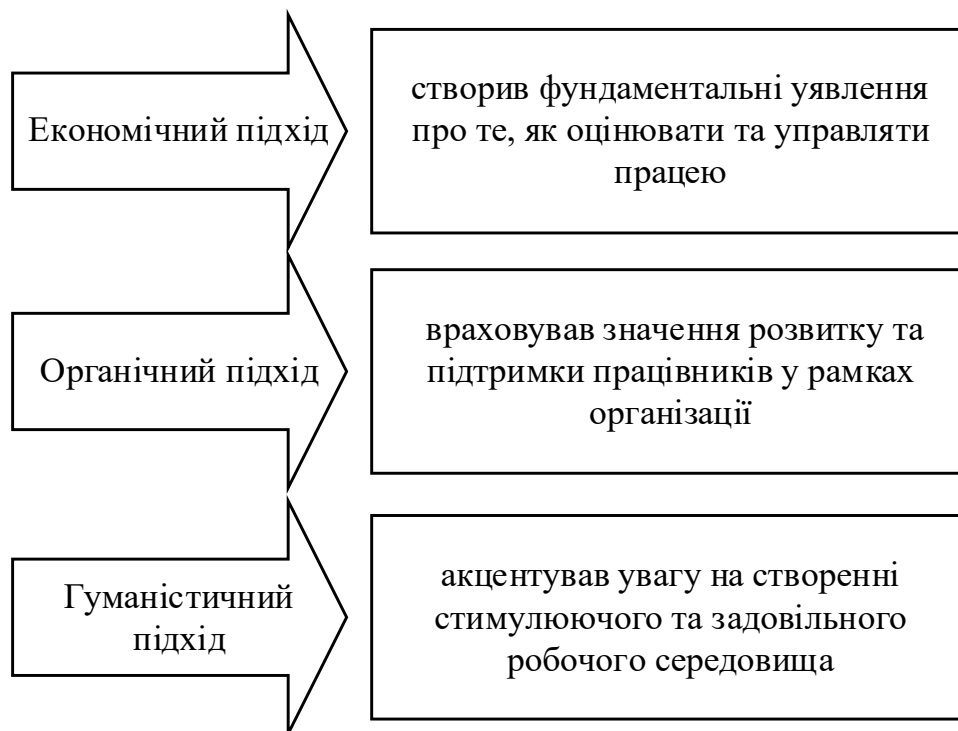 Економічний підхід
створив фундаментальні уявлення
про те, як оцінювати та управляти
працею
Органічний підхід
враховував значення розвитку та
підтримки працівників у рамках
організації
Гуманістичний
підхід
акцентував увагу на створенні
стимулюючого та задовільного
робочого середовища